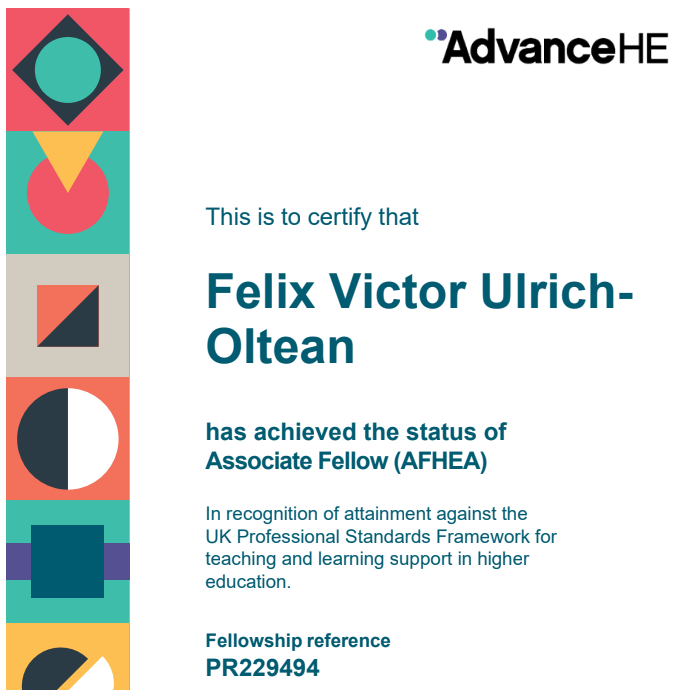 AdvanceHE
This is to certify that
Felix Victor Ulrich-
Oltean
has achieved the status of
Associate Fellow (AFHEA)
In recognition of attainment against the
UK Professional Standards Framework for
teaching and learning support in higher
education.
Fellowship reference
PR229494